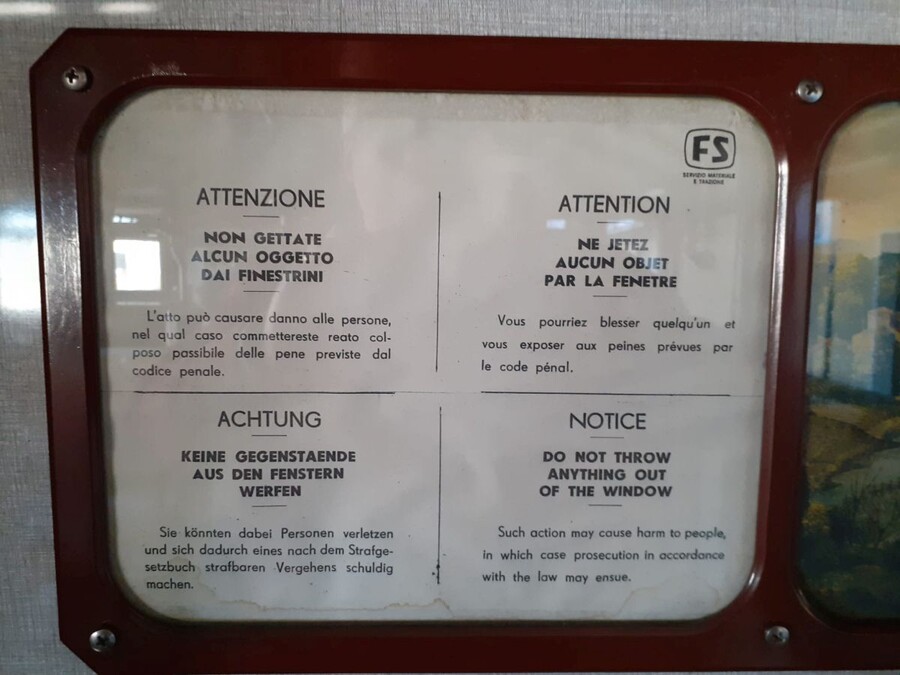 FS
SERVIZIO MATERIALE
E TRAZIONE
ATTENZIONE
NON GETTATE
ALCUN OGGETTO
DAI FINESTRINI
L'atto può causare danno alle persone,
nel qual caso commettereste reato col-
poso passibile delle pene previste dal
codice penale.
ATTENTION
NE JETEZ
AUCUN OBJET
PAR LA FENETRE
Vous pourriez blesser quelqu'un et
vous exposer aux peines prévues par
le code pénal.
ACHTUNG
KEINE GEGENSTAENDE
AUS DEN FENSTERN
WERFEN
Sie könnten dabei Personen verletzen
und sich dadurch eines nach dem Strafge-
setzbuch strafbaren Vergehens schuldig
machen.
NOTICE
DO NOT THROW
ANYTHING OUT
OF THE WINDOW
Such action may cause harm to people,
in which case prosecution in accordance
with the law may ensue.